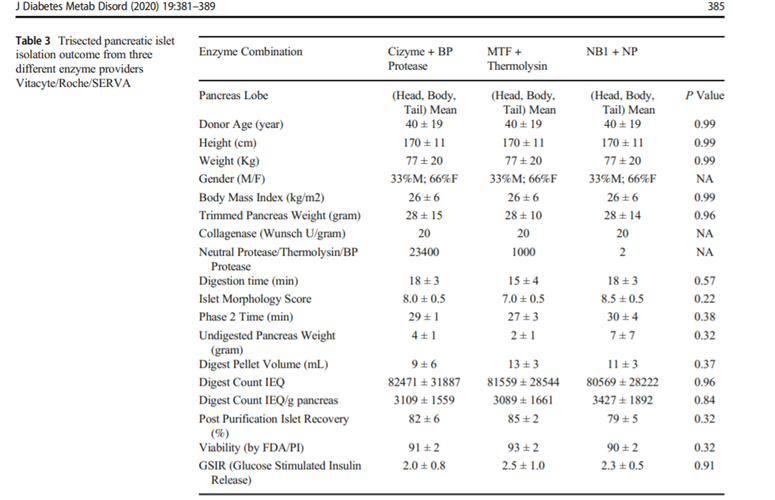 J Diabetes Metab Disord (2020) 19:381–389 385
Table 3 Trisected pancreatic islet
isolation outcome from three
different enzyme providers
Vitacyte/Roche/SERVA
Enzyme Combination Cizyme + BP MTF + NB1 + NP
Protease Thermolysin
Pancreas Lobe (Head, Body, (Head, Body, (Head, Body, P Value
Tail) Mean Tail) Mean Tail) Mean
Donor Age (year) 40 ± 19 40 ± 19 40 ± 19 0.99
Height (cm) 170 ± 11 170 ± 11 170 ± 11 0.99
Weight (Kg) 77 ± 20 77 ± 20 77 ± 20 0.99
Gender (M/F) 33%M; 66%F 33%M; 66%F 33%M; 66%F NA
Body Mass Index (kg/m2) 26 ± 6 26 ± 6 26 ± 6 0.99
Trimmed Pancreas Weight (gram) 28 ± 15 28 ± 10 28 ± 14 0.96
Collagenase (Wunsch U/gram) 20 20 20 NA
Neutral Protease/Thermolysin/BP 23400 1000 2 NA
Protease
Digestion time (min) 18 ± 3 15 ± 4 18 ± 3 0.57
Islet Morphology Score 8.0 ± 0.5 7.0 ± 0.5 8.5 ± 0.5 0.22
Phase 2 Time (min) 29 ± 1 27 ± 3 30 ± 4 0.38
Undigested Pancreas Weight 4 ± 1 2 ± 1 7 ± 7 0.32
(gram)
Digest Pellet Volume (mL) 9 ± 6 13 ± 3 11 ± 3 0.37
Digest Count IEQ 82471 ± 31887 81559 ± 28544 80569 ± 28222 0.96
Digest Count IEQ/g pancreas 3109 ± 1559 3089 ± 1661 3427 ± 1892 0.84
Post Purification Islet Recovery 82 ± 6 85 ± 2 79 ± 5 0.32
(%)
Viability (by FDA/PI) 91 ± 2 93 ± 2 90 ± 2 0.32
GSIR (Glucose Stimulated Insulin 2.0 ± 0.8 2.5 ± 1.0 2.3 ± 0.5 0.91
Release)